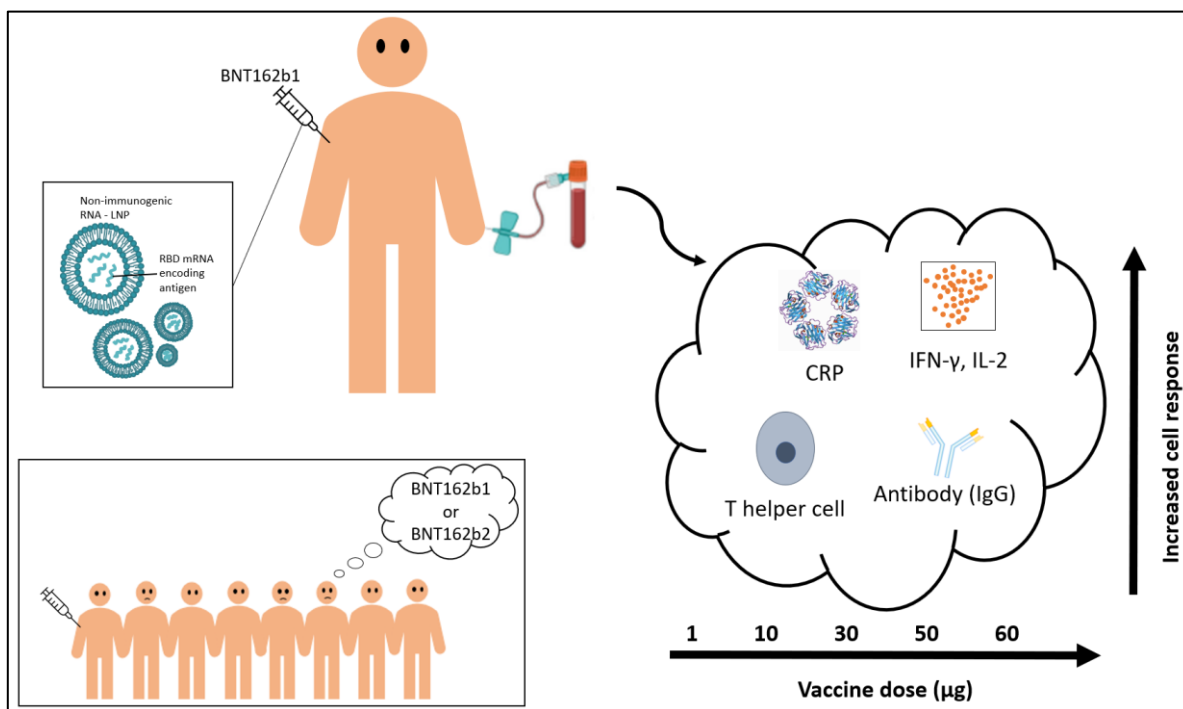 BNT162b1
Non-immunogenic
RNA - LNP
RBD mRNA
encoding
antigen
CRP
IFN-γ, IL-2
T helper cell
Antibody (IgG)
Increased cell response
1 10 30 50 60
Vaccine dose (µg)
BNT162b1
or
BNT162b2